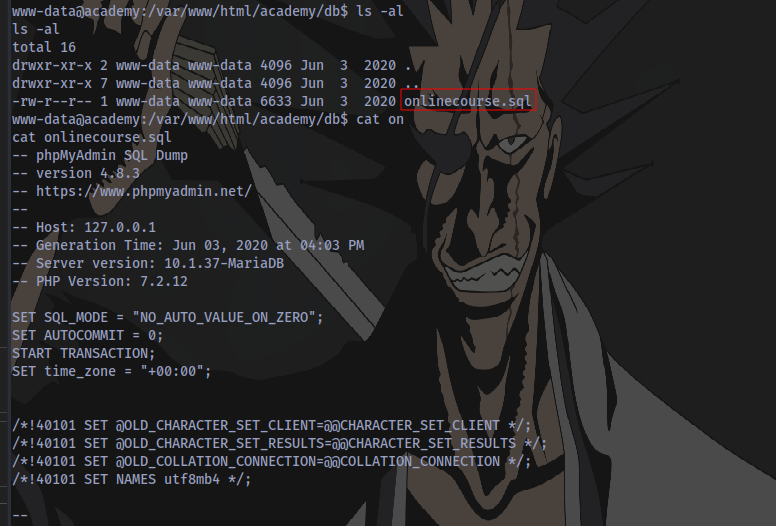 www-data@academy:/var/www/html/academy/db$ ls -al
ls -al
total 16
drwxr-xr-x 2 www-data www-data 4096 Jun  3  2020 .
drwxr-xr-x 7 www-data www-data 4096 Jun  3  2020 ..
-rw-r--r-- 1 www-data www-data 6633 Jun  3  2020 onlinecourse.sql
www-data@academy:/var/www/html/academy/db$ cat on
cat onlinecourse.sql
-- phpMyAdmin SQL Dump
-- version 4.8.3
-- https://www.phpmyadmin.net/
--
-- Host: 127.0.0.1
-- Generation Time: Jun 03, 2020 at 04:03 PM
-- Server version: 10.1.37-MariaDB
-- PHP Version: 7.2.12

SET SQL_MODE = "NO_AUTO_VALUE_ON_ZERO";
SET AUTOCOMMIT = 0;
START TRANSACTION;
SET time_zone = "+00:00";

/*!40101 SET @OLD_CHARACTER_SET_CLIENT=@@CHARACTER_SET_CLIENT */;
/*!40101 SET @OLD_CHARACTER_SET_RESULTS=@@CHARACTER_SET_RESULTS */;
/*!40101 SET @OLD_COLLATION_CONNECTION=@@COLLATION_CONNECTION */;
/*!40101 SET NAMES utf8mb4 */;

--